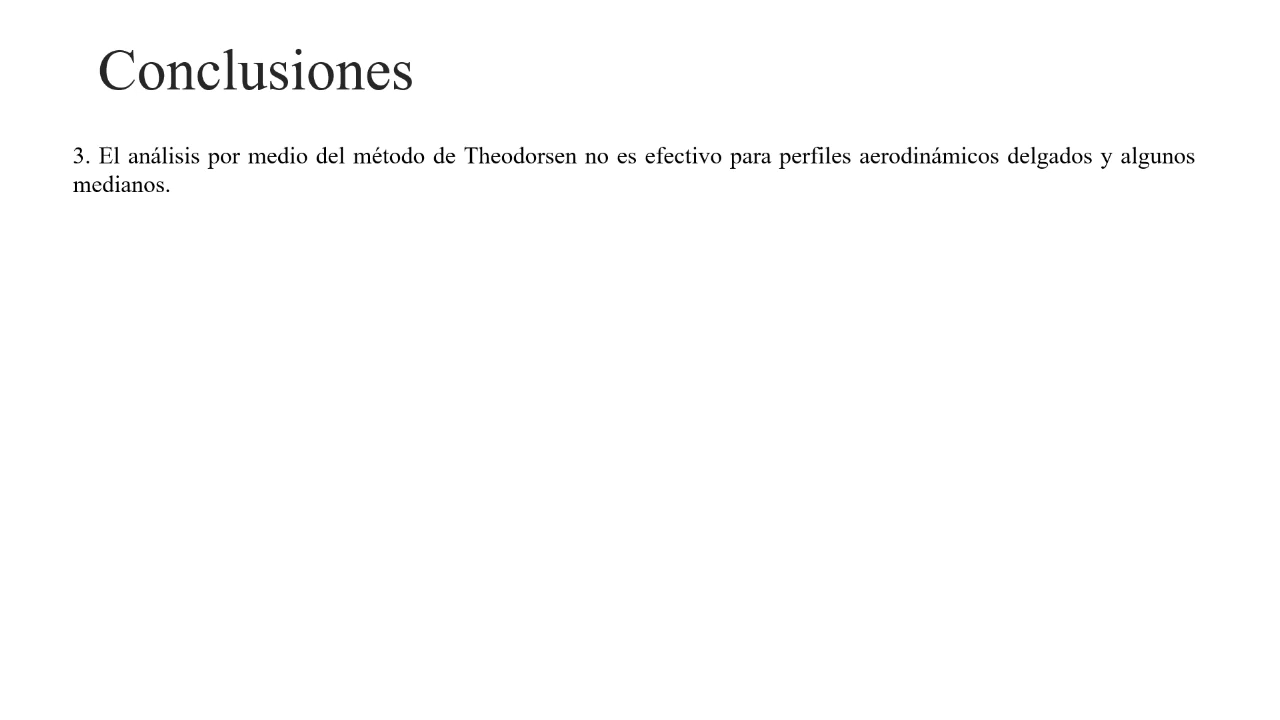 Conclusiones
3. El análisis por medio del método de Theodorsen no es efectivo para perfiles aerodinámicos delgados y algunos
medianos.